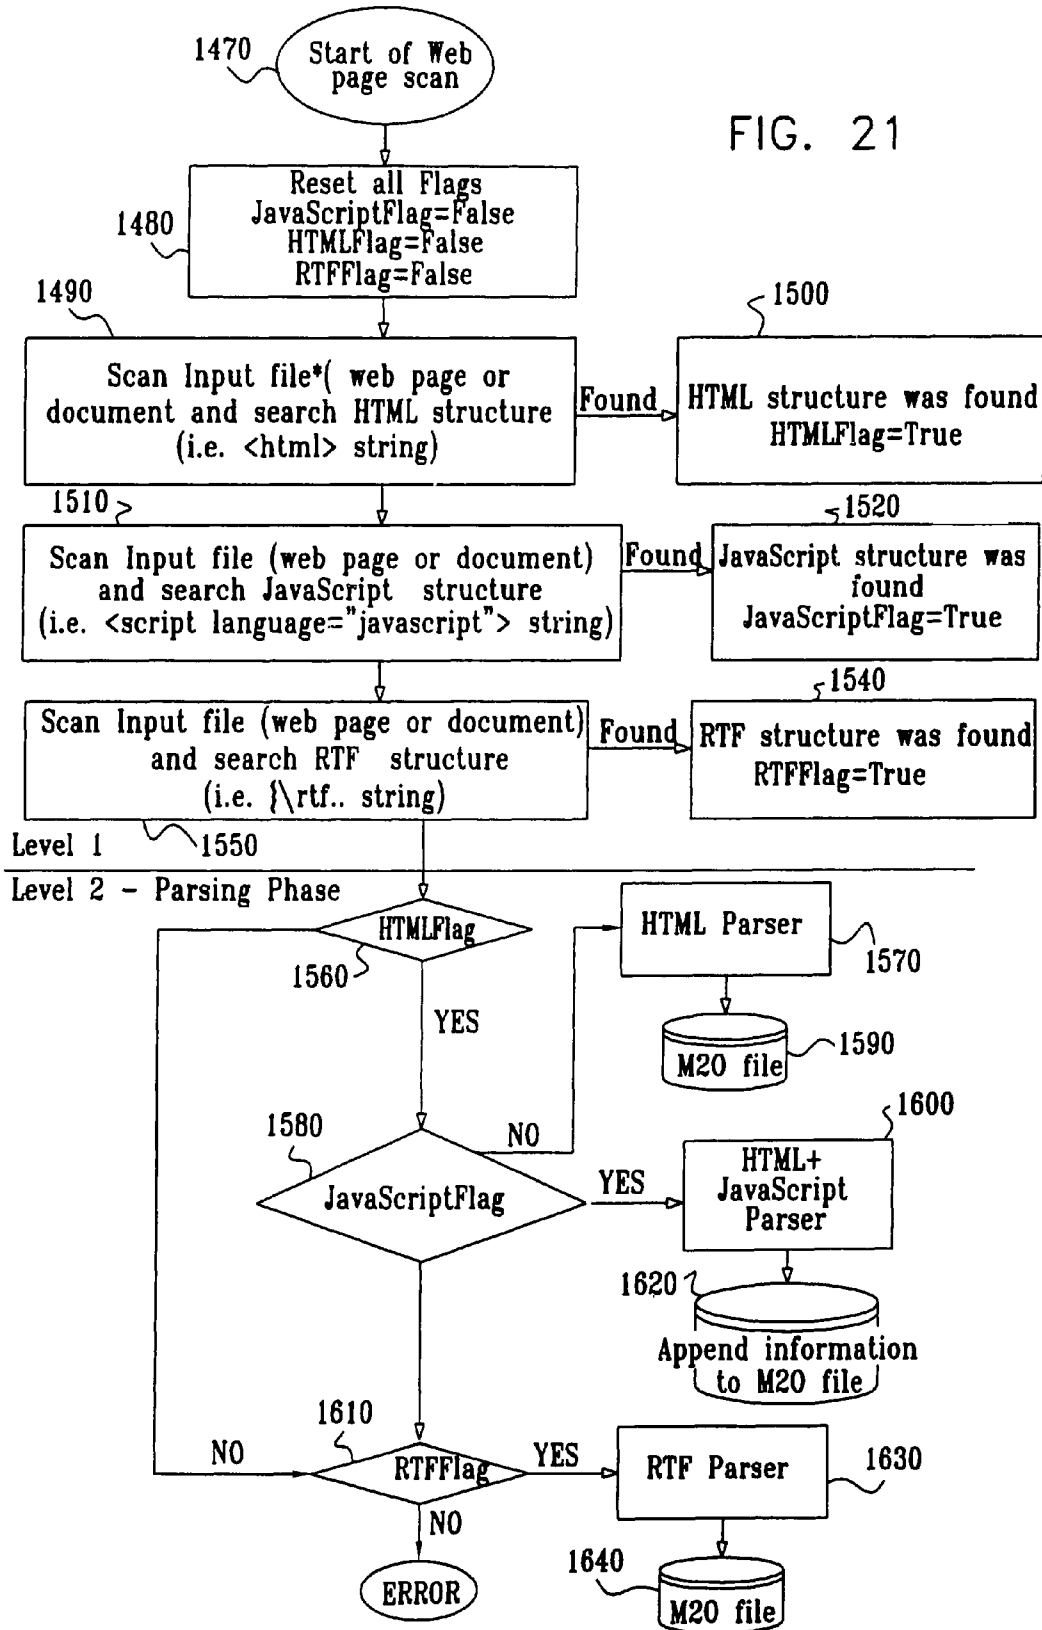 1470
Start of Web
page scan
FIG. 21
Reset all Flags
JavaScriptFlag=False
HTMLFlag=False
RTFFlag=False
1480
1490
Scan Input file*( web page or
document and search HTML structure
(i.e. <html> string)
Found
1500
HTML structure was found
HTMLFlag=True
1510
Scan Input file (web page or document)
and search JavaScript structure
(i.e. <script language="javascript"> string)
Found
1520
JavaScript structure was
found
JavaScriptFlag=True
Scan Input file (web page or document)
and search RTF structure
(i.e. }\rtf.. string)
Found
1540
RTF structure was found
RTFFlag=True
Level 1
1550
Level 2 - Parsing Phase
HTMLFlag
1560
HTML Parser
1570
YES
M20 file
1590
1580
NO
JavaScriptFlag
YES
1600
HTML+
JavaScript
Parser
1620
Append information
to M20 file
1610
NO
RTFFlag
YES
RTF Parser
1630
NO
ERROR
1640
M20 file